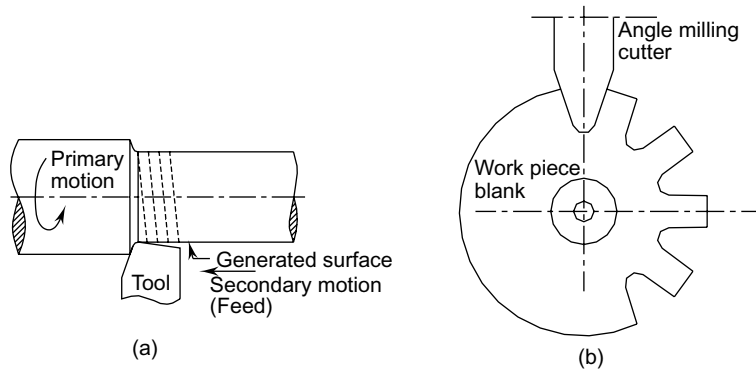 Primary
motion
Tool
Generated surface
Secondary motion
(Feed)
(a)
Angle milling
cutter
Work piece
blank
(b)